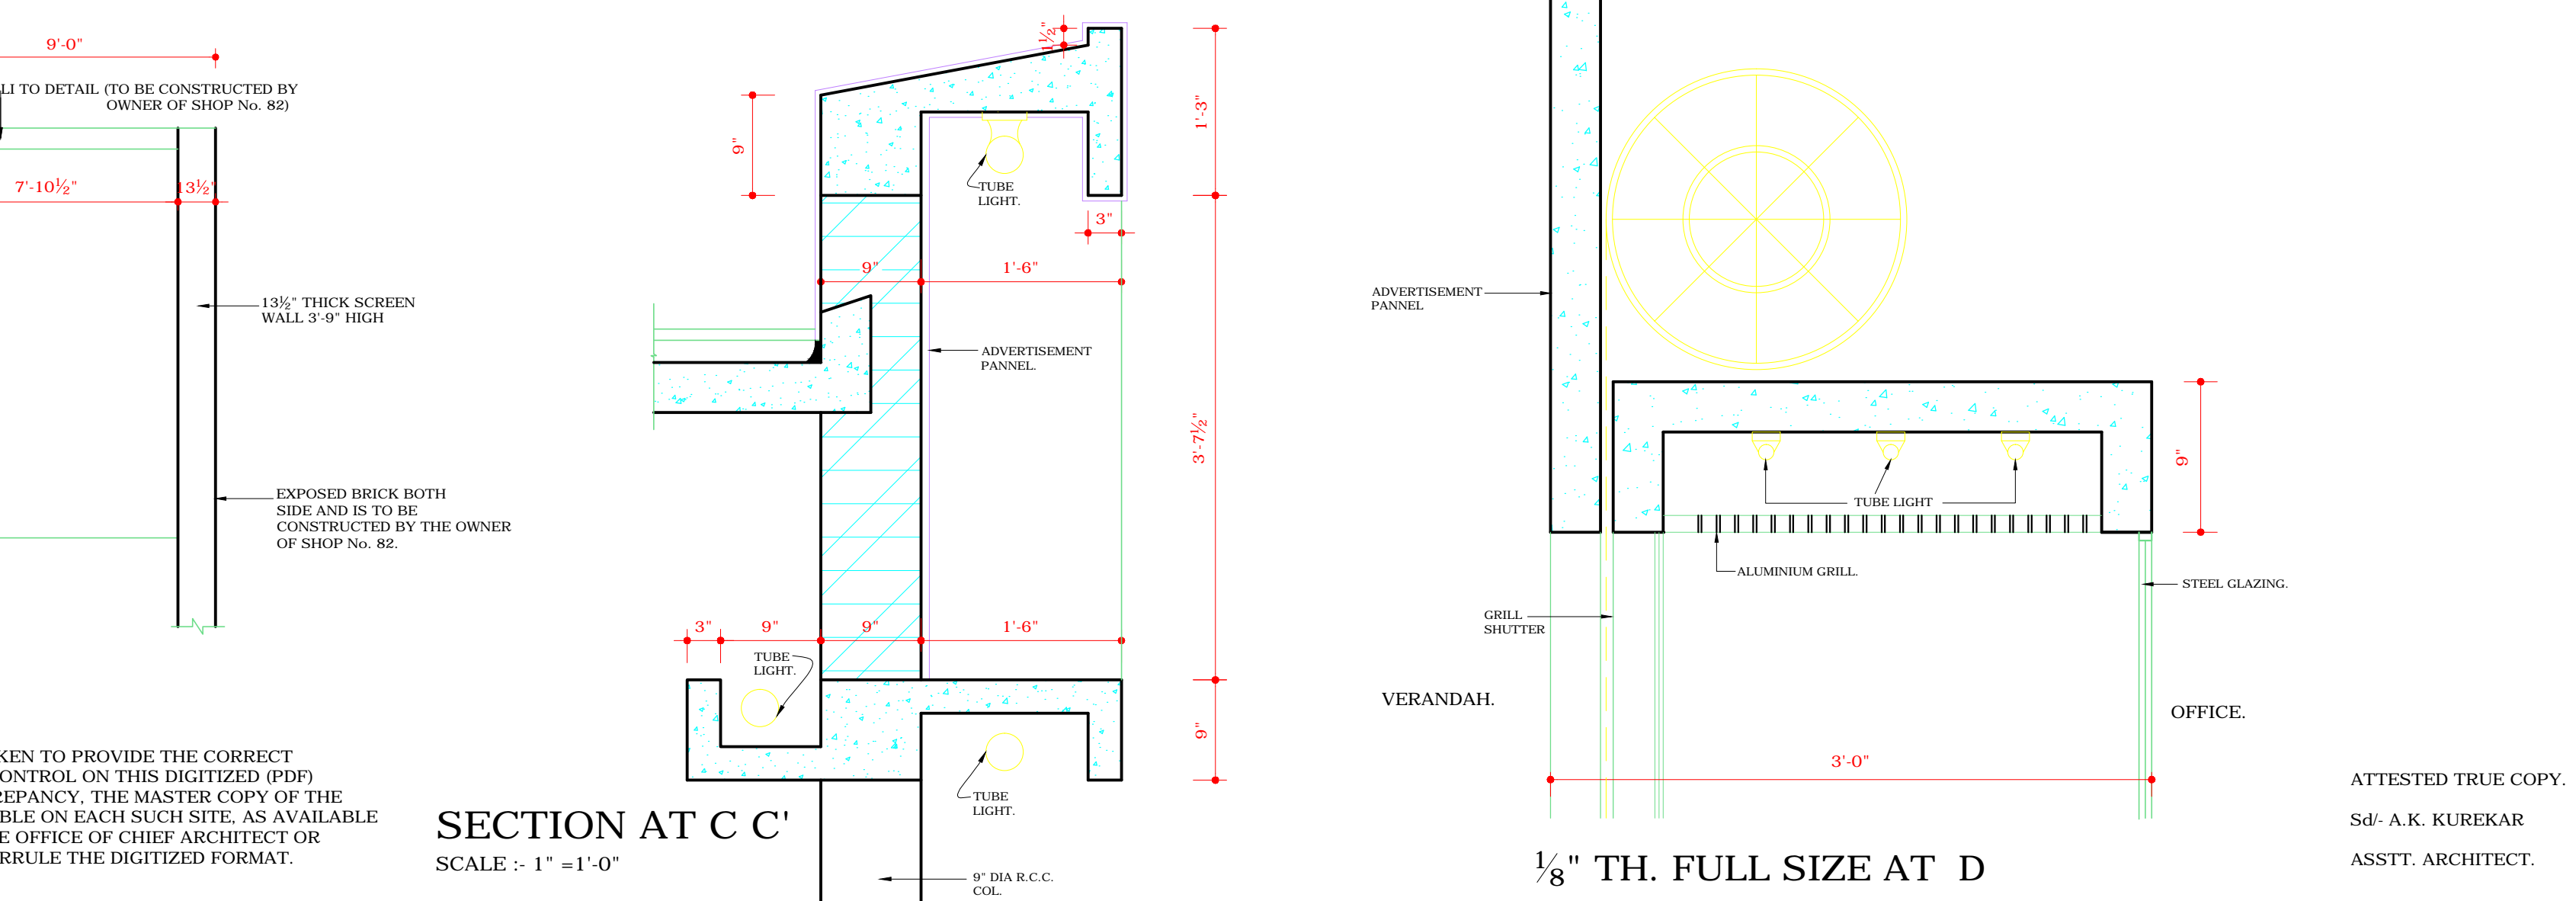 9'-0"
LI TO DETAIL (TO BE CONSTRUCTED BY
OWNER OF SHOP No. 82)
7'-10½"
13½"
13½" THICK SCREEN
WALL 3'-9" HIGH
EXPOSED BRICK BOTH
SIDE AND IS TO BE
CONSTRUCTED BY THE OWNER
OF SHOP No. 82.
KEN TO PROVIDE THE CORRECT
ONTROL ON THIS DIGITIZED (PDF)
REPANCY, THE MASTER COPY OF THE
BLE ON EACH SUCH SITE, AS AVAILABLE
E OFFICE OF CHIEF ARCHITECT OR
RRULE THE DIGITIZED FORMAT.
1½"
9"
1'-3"
TUBE
LIGHT.
3"
9"
1'-6"
ADVERTISEMENT
PANNEL.
3'-7½"
3"
9"
9"
1'-6"
TUBE
LIGHT.
9"
TUBE
LIGHT.
9" DIA R.C.C.
COL.
SECTION AT C C'
SCALE :- 1" =1'-0"
ADVERTISEMENT
PANNEL
9"
TUBE LIGHT
ALUMINIUM GRILL.
STEEL GLAZING.
GRILL
SHUTTER
VERANDAH.
OFFICE.
3'-0"
⅛" TH. FULL SIZE AT D
ATTESTED TRUE COPY.
Sd/- A.K. KUREKAR
ASSTT. ARCHITECT.